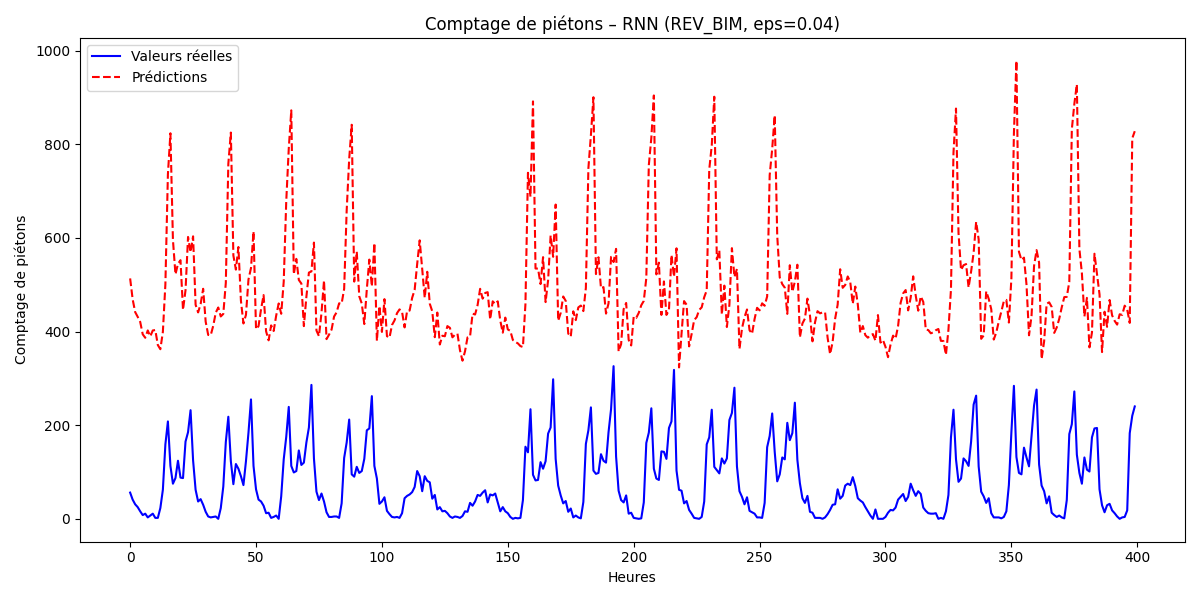 Comptage de piétons – RNN (REV_BIM, eps=0.04)
Valeurs réelles
Prédictions
Comptage de piétons
1000
800
600
400
200
0
0 50 100 150 200 250 300 350 400
Heures